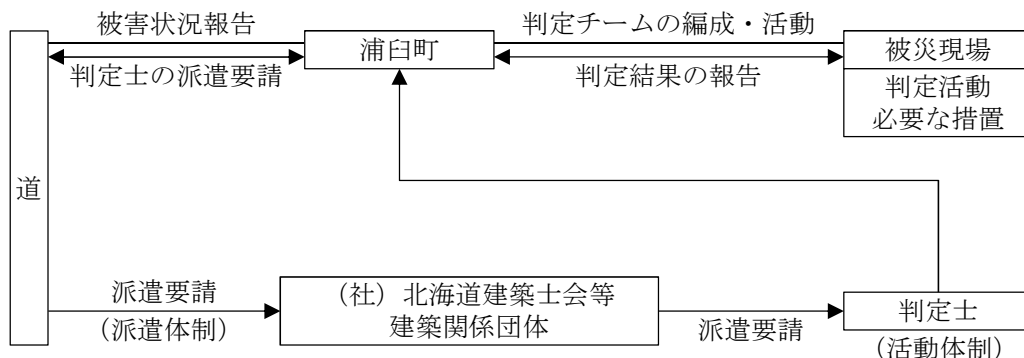 被害状況報告
判定士の派遣要請
浦臼町
判定チームの編成・活動
判定結果の報告
被災現場
判定活動
必要な措置
道
派遣要請
（派遣体制）
（社）北海道建築士会等
建築関係団体
派遣要請
判定士
（活動体制）